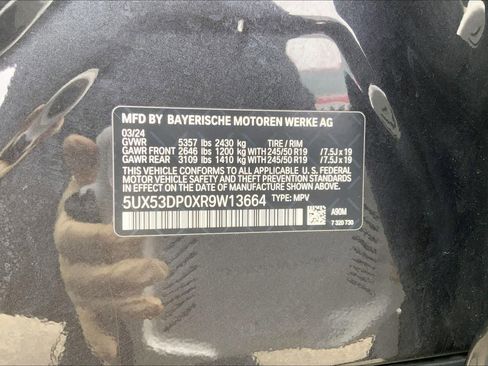 MFD BY BAYERISCHE MOTOREN WERKE AG
03/24
GVWR 5357 lbs 2430 kg TIRE / RIM
GAWR FRONT 2646 lbs 1200 kg WITH 245/50 R19 /7.5J x 19
GAWR REAR 3109 lbs 1410 kg WITH 245/50 R19 /7.5J x 19
THIS VEHICLE CONFORMS TO ALL APPLICABLE U. S. FEDERAL
MOTOR VEHICLE SAFETY STANDARDS IN EFFECT ON THE
DATE OF MANUFACTURE SHOWN ABOVE.
5UX53DP0XR9W13664 TYPE: MPV
A90M
7 320 730